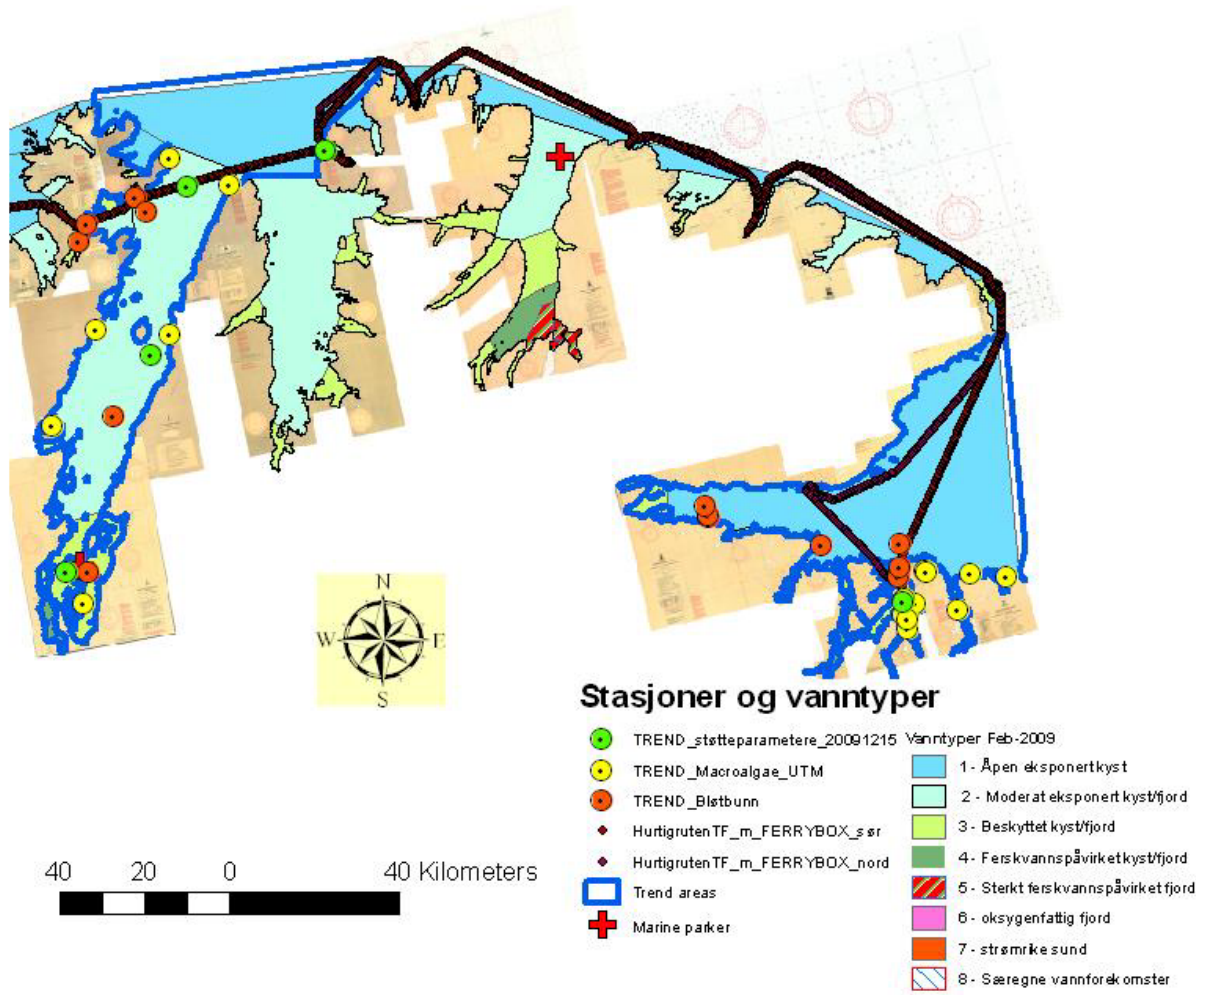 N
W E
S
Stasjoner og vanntyper
TREND_støtteparametere_20091215
TREND_Macroalgae_UTM
TREND_Bløtbunn
HurtigrutenTF_m_FERRYBOX_sør
HurtigrutenTF_m_FERRYBOX_nord
Trend areas
Marine parker
Vanntyper Feb-2009
1 - Åpen eksponert kyst
2 - Moderat eksponert kyst/fjord
3 - Beskyttet kyst/fjord
4 - Ferskvannspåvirket kyst/fjord
5 - Sterkt ferskvannspåvirket fjord
6 - oksygenfattig fjord
7 - strømrike sund
8 - Særegne vannforekomster
40 20 0 40 Kilometers